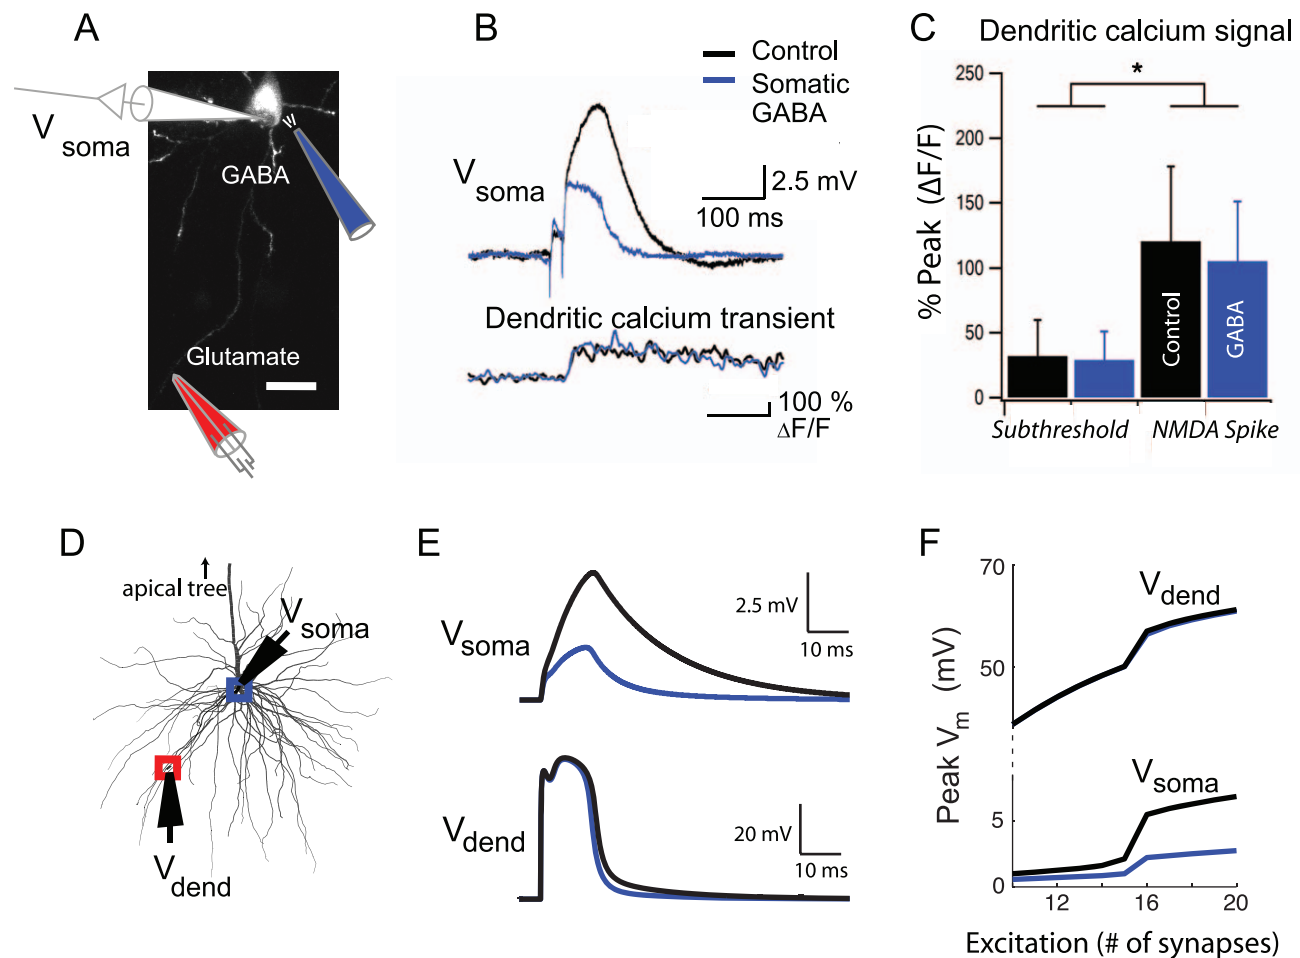 A
V
soma
GABA
Glutamate
B
Control
Somatic
GABA
V
soma
2.5 mV
100 ms
Dendritic calcium transient
100 %
ΔF/F
C
Dendritic calcium signal
% Peak (ΔF/F)
250
200
150
100
50
0
*
Control
GABA
Subthreshold
NMDA Spike
D
apical tree
V
soma
V
dend
E
V
soma
2.5 mV
10 ms
V
dend
20 mV
10 ms
F
Peak V
m
(mV)
70
50
5
0
V
dend
V
soma
12
16
20
Excitation (# of synapses)